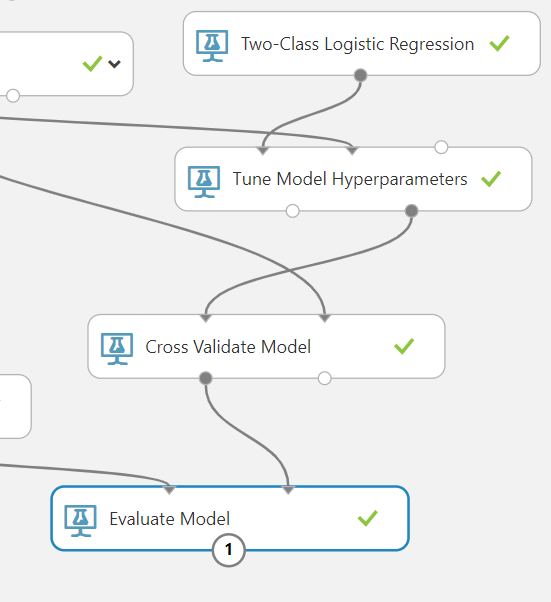 Two-Class Logistic Regression
Tune Model Hyperparameters
Cross Validate Model
Evaluate Model
1